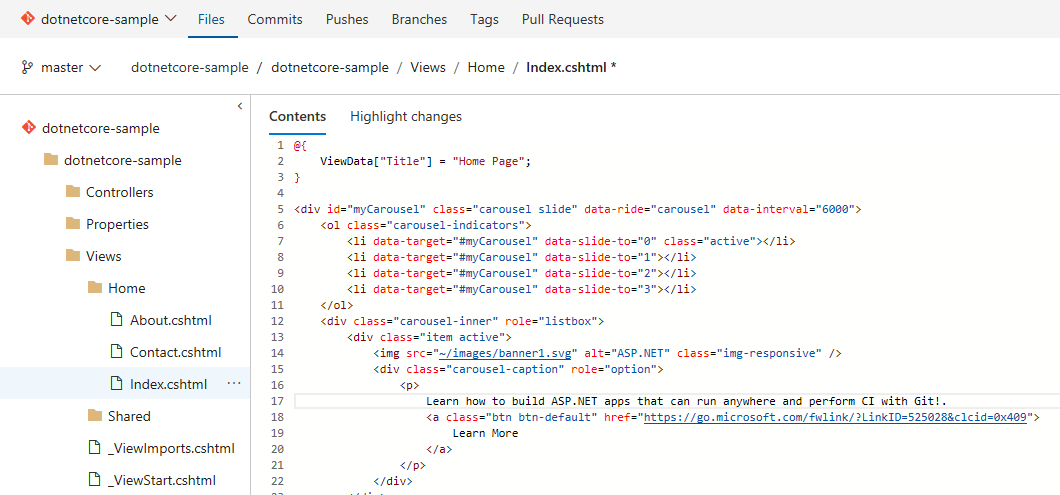 dotnetcore-sample Files Commits Pushes Branches Tags Pull Requests
master dotnetcore-sample / dotnetcore-sample / Views / Home / Index.cshtml *
dotnetcore-sample
dotnetcore-sample
Controllers
Properties
Views
Home
About.cshtml
Contact.cshtml
Index.cshtml ...
Shared
_ViewImports.cshtml
_ViewStart.cshtml
Contents Highlight changes
1 @{
2 ViewData["Title"] = "Home Page";
3 }
4
5 <div id="myCarousel" class="carousel slide" data-ride="carousel" data-interval="6000">
6 <ol class="carousel-indicators">
7 <li data-target="#myCarousel" data-slide-to="0" class="active"></li>
8 <li data-target="#myCarousel" data-slide-to="1"></li>
9 <li data-target="#myCarousel" data-slide-to="2"></li>
10 <li data-target="#myCarousel" data-slide-to="3"></li>
11 </ol>
12 <div class="carousel-inner" role="listbox">
13 <div class="item active">
14 <img src="~/images/banner1.svg" alt="ASP.NET" class="img-responsive" />
15 <div class="carousel-caption" role="option">
16 <p>
17 Learn how to build ASP.NET apps that can run anywhere and perform CI with Git!.
18 <a class="btn btn-default" href="https://go.microsoft.com/fwlink/?LinkID=525028&clcid=0x409">
19 Learn More
20 </a>
21 </p>
22 </div>